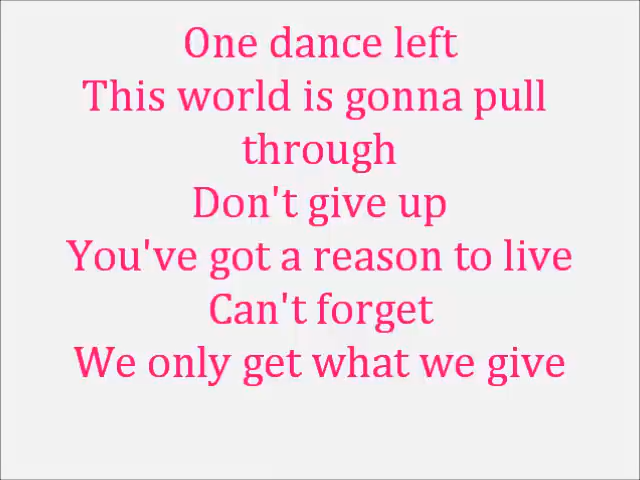 One dance left
This world is gonna pull
through
Don't give up
You've got a reason to live
Can't forget
We only get what we give